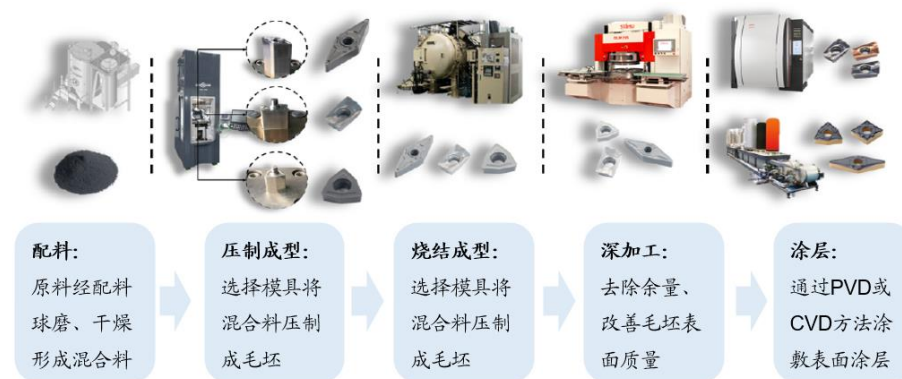 配料:
原料经配料
球磨、干燥
形成混合料
压制成型:
选择模具将
混合料压制
成毛坯
烧结成型:
选择模具将
混合料压制
成毛坯
深加工:
去除余量、
改善毛坯表
面质量
涂层:
通过PVD或
CVD方法涂
敷表面涂层